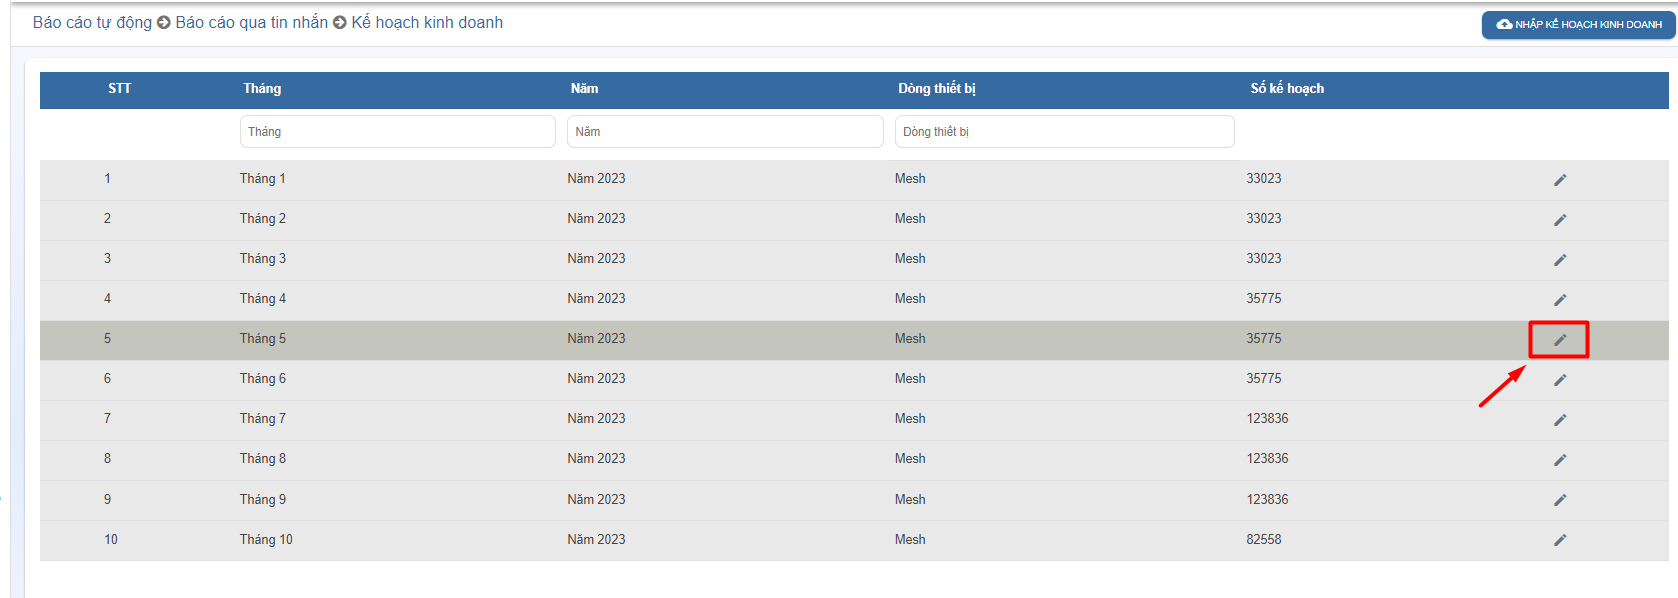 Báo cáo tự động Báo cáo qua tin nhắn Kế hoạch kinh doanh
NHẬP KẾ HOẠCH KINH DOANH
STT Tháng Năm Dòng thiết bị Số kế hoạch
Tháng Năm Dòng thiết bị
1 Tháng 1 Năm 2023 Mesh 33023
2 Tháng 2 Năm 2023 Mesh 33023
3 Tháng 3 Năm 2023 Mesh 33023
4 Tháng 4 Năm 2023 Mesh 35775
5 Tháng 5 Năm 2023 Mesh 35775
6 Tháng 6 Năm 2023 Mesh 35775
7 Tháng 7 Năm 2023 Mesh 123836
8 Tháng 8 Năm 2023 Mesh 123836
9 Tháng 9 Năm 2023 Mesh 123836
10 Tháng 10 Năm 2023 Mesh 82558